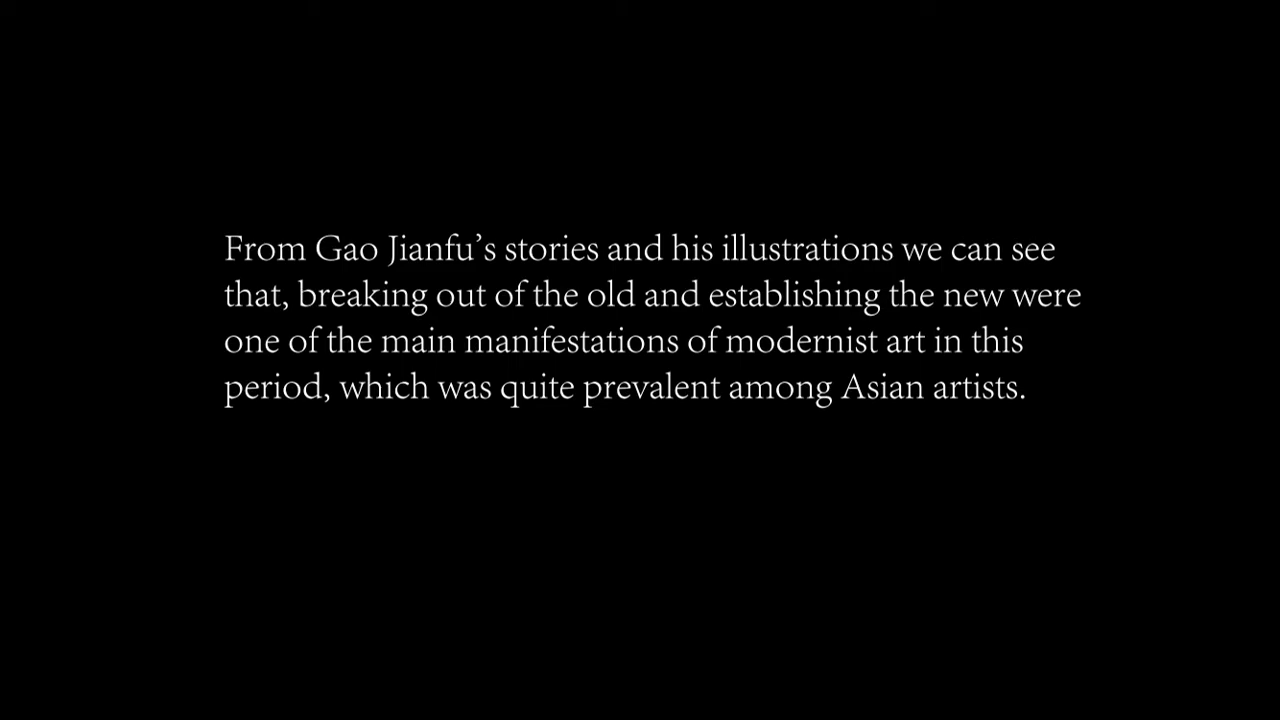 From Gao Jianfu’s stories and his illustrations we can see
that, breaking out of the old and establishing the new were
one of the main manifestations of modernist art in this
period, which was quite prevalent among Asian artists.